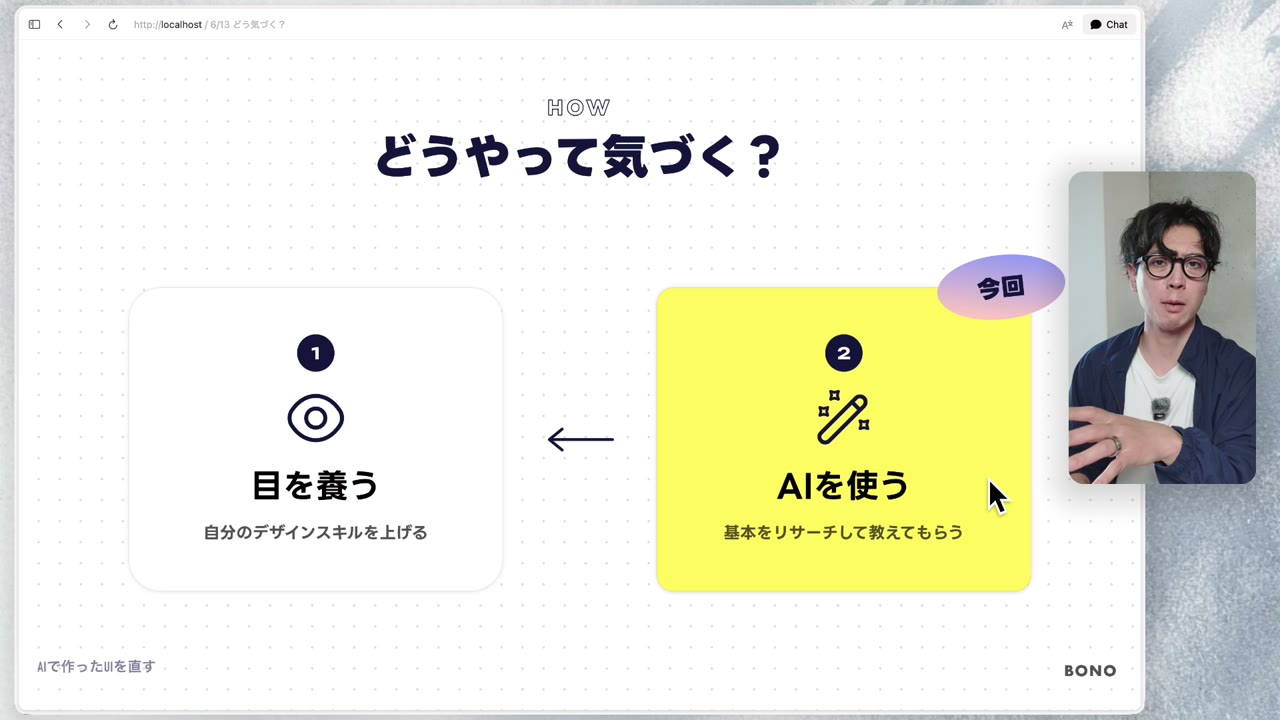 http://localhost / 6/13 どう気づく？
Chat
HOW
どうやって気づく？
今回
1
目を養う
自分のデザインスキルを上げる
2
AIを使う
基本をリサーチして教えてもらう
AIで作ったUIを直す
BONO